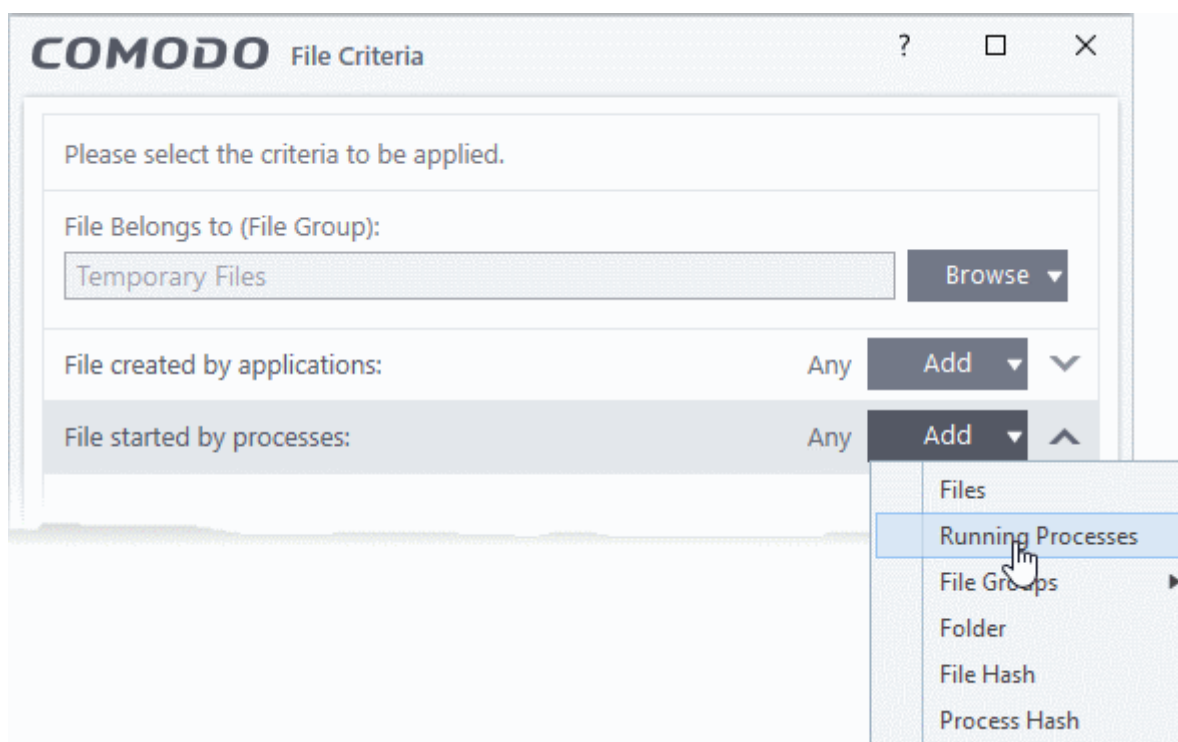 COMODO File Criteria ?
Please select the criteria to be applied.
File Belongs to (File Group):
Temporary Files Browse
File created by applications: Any Add
File started by processes: Any Add
Files
Running Processes
File Groups
Folder
File Hash
Process Hash